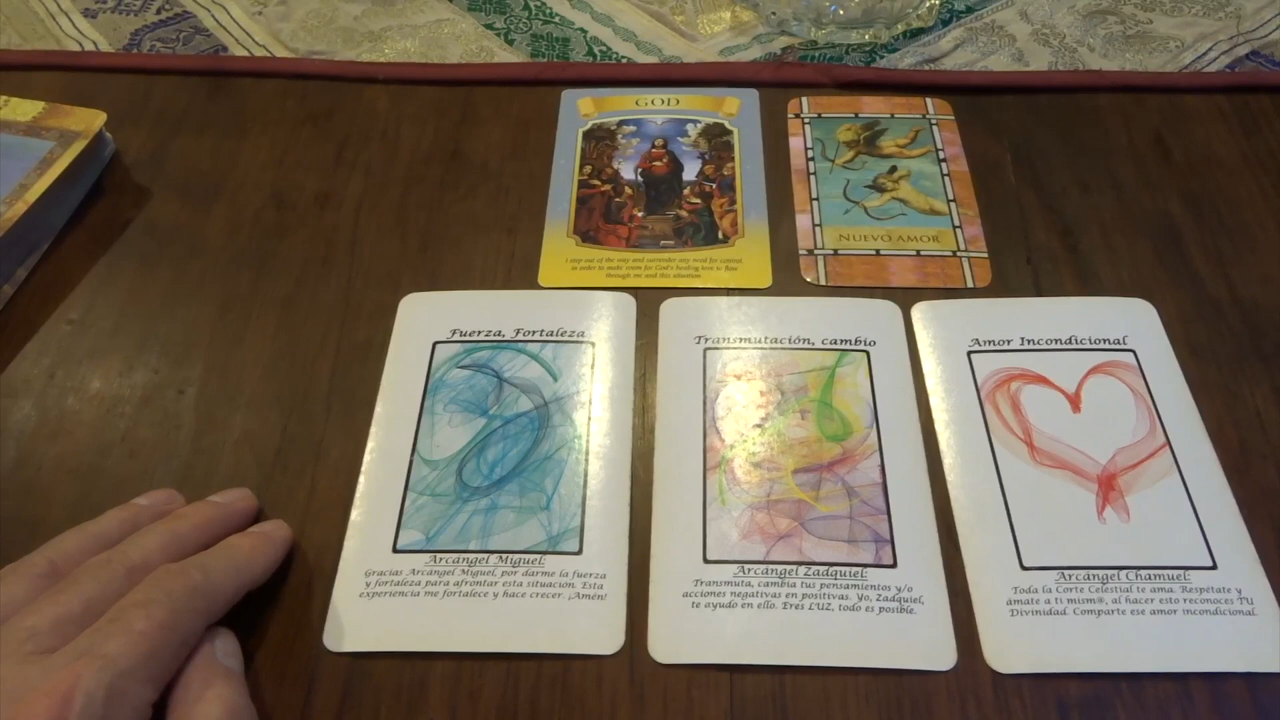 GOD
I step out of the way and surrender any need for control,
in order to make room for God's healing love to flow
through me and this situation.
NUEVO AMOR
Fuerza, Fortaleza
Arcángel Miguel:
Gracias Arcángel Miguel, por darme la fuerza
y fortaleza para afrontar esta situación. Esta
experiencia me fortalece y hace crecer. ¡Amén!
Transmutación, cambio
Arcángel Zadquiel:
Transmuta, cambia tus pensamientos y/o
acciones negativas en positivas. Yo, Zadquiel,
te ayudo en ello. Eres LUZ, todo es posible.
Amor Incondicional
Arcángel Chamuel:
Toda la Corte Celestial te ama. Respétate y
ámate a ti mism@, al hacer esto reconoces TU
Divinidad. Comparte ese amor incondicional.